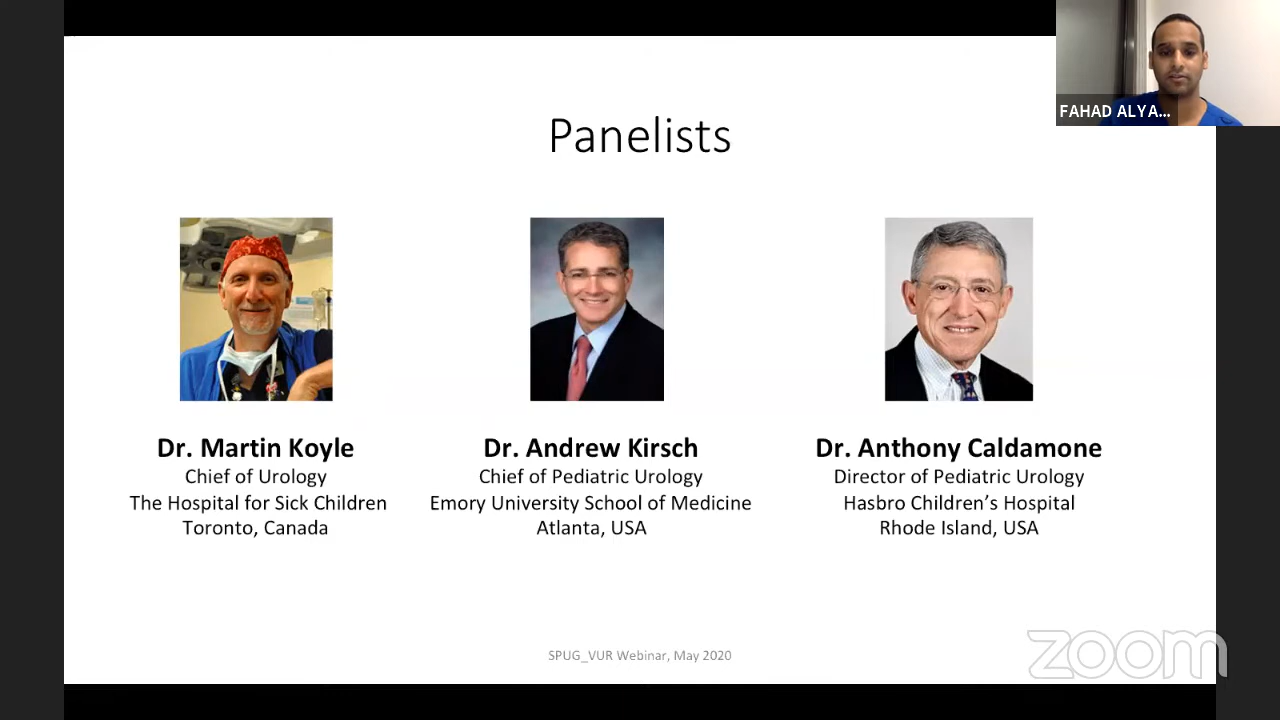 FAHAD ALYA...
Panelists
Dr. Martin Koyle
Chief of Urology
The Hospital for Sick Children
Toronto, Canada
Dr. Andrew Kirsch
Chief of Pediatric Urology
Emory University School of Medicine
Atlanta, USA
Dr. Anthony Caldamone
Director of Pediatric Urology
Hasbro Children's Hospital
Rhode Island, USA
SPUG_VUR Webinar, May 2020
zoom